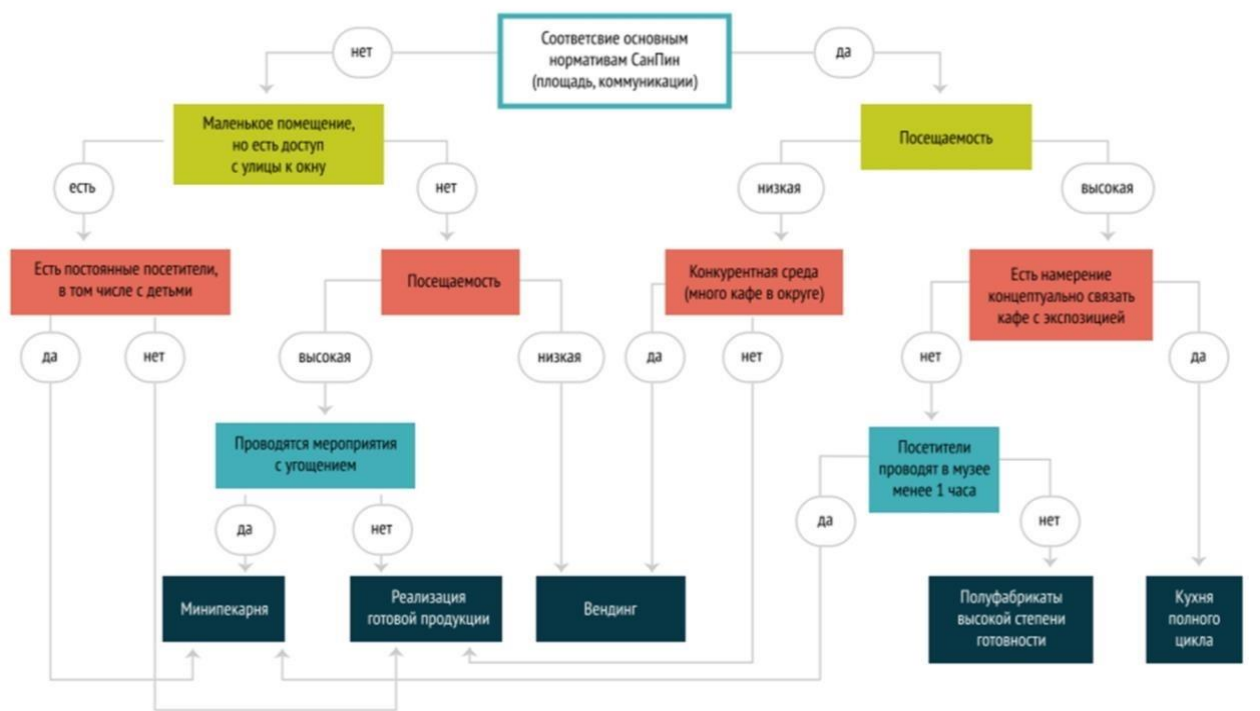 Соответсвие основным
нормативам СанПин
(площадь, коммуникации)
нет
да
Маленькое помещение,
но есть доступ
с улицы к окну
Посещаемость
есть
нет
низкая
высокая
Есть постоянные посетители,
в том числе с детьми
Посещаемость
Конкурентная среда
(много кафе в округе)
Есть намерение
концептуально связать
кафе с экспозицией
да
нет
высокая
низкая
да
нет
нет
да
Проводятся мероприятия
с угощением
Посетители
проводят в музее
менее 1 часа
да
нет
да
нет
Минипекарня
Реализация
готовой продукции
Вендинг
Полуфабрикаты
высокой степени
готовности
Кухня
полного
цикла